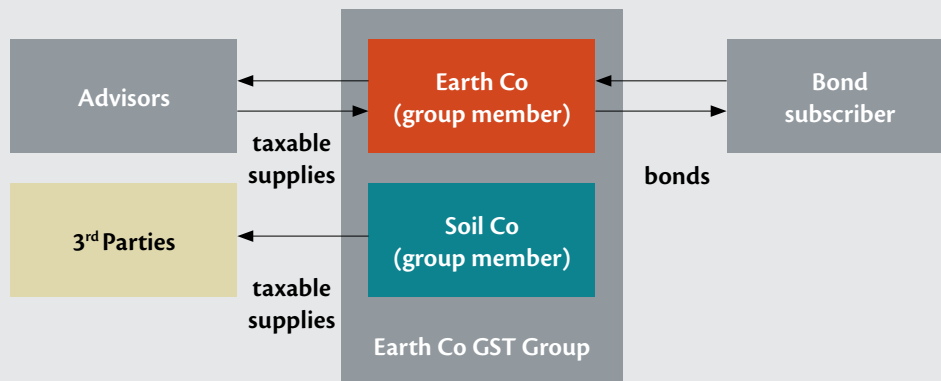 Advisors
taxable
supplies
Earth Co
(group member)
bonds
Bond
subscriber
3rd Parties
taxable
supplies
Soil Co
(group member)
Earth Co GST Group